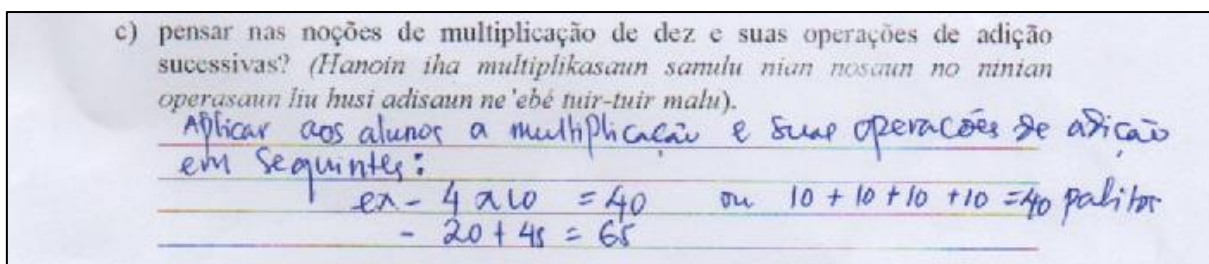 c) pensar nas noções de multiplicação de dez e suas operações de adição
sucessivas? (Hanoin iha multiplikasaun samulu nian nosaun no ninian
operasaun liu husi adisaun ne'ebé tuir-tuir malu).
Aplicar aos alunos a multiplicação e suas operacões de adição
em seguintes:
ex - 4 x 10 = 40 ou 10 + 10 + 10 + 10 = 40 palitos
- 20 + 45 = 65